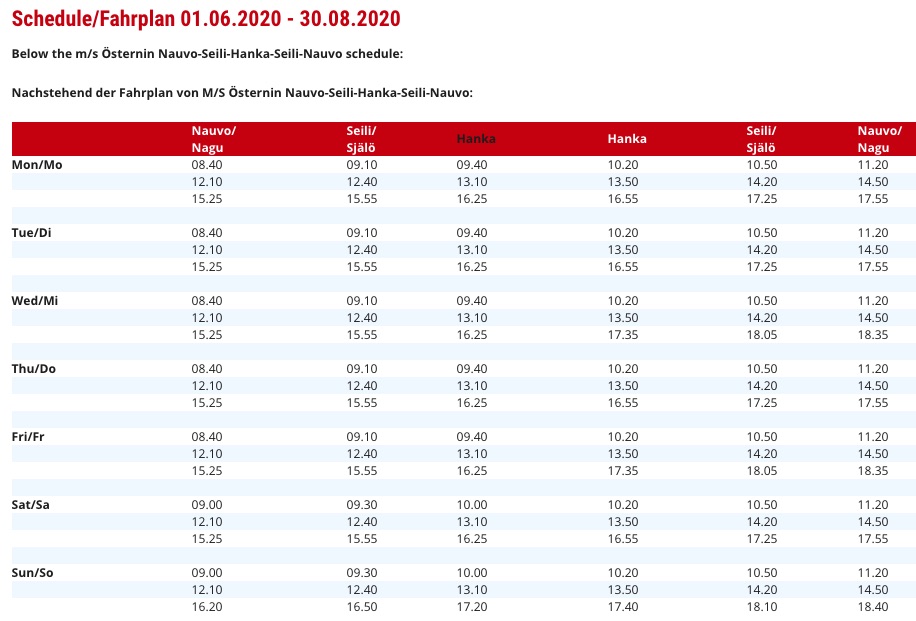 Schedule/Fahrplan 01.06.2020 - 30.08.2020
Below the m/s Östernin Nauvo-Seili-Hanka-Seili-Nauvo schedule:
Nachstehend der Fahrplan von M/S Östernin Nauvo-Seili-Hanka-Seili-Nauvo:
Nauvo/ Seili/ Seili/ Nauvo/
Hanka Hanka
Nagu Själö Själö Nagu
Mon/Mo 08.40 09.10 09.40 10.20 10.50 11.20
12.10 12.40 13.10 13.50 14.20 14.50
15.25 15.55 16.25 16.55 17.25 17.55
Tue/Di 08.40 09.10 09.40 10.20 10.50 11.20
12.10 12.40 13.10 13.50 14.20 14.50
15.25 15.55 16.25 16.55 17.25 17.55
Wed/Mi 08.40 09.10 09.40 10.20 10.50 11.20
12.10 12.40 13.10 13.50 14.20 14.50
15.25 15.55 16.25 17.35 18.05 18.35
Thu/Do 08.40 09.10 09.40 10.20 10.50 11.20
12.10 12.40 13.10 13.50 14.20 14.50
15.25 15.55 16.25 16.55 17.25 17.55
Fri/Fr 08.40 09.10 09.40 10.20 10.50 11.20
12.10 12.40 13.10 13.50 14.20 14.50
15.25 15.55 16.25 17.35 18.05 18.35
Sat/Sa 09.00 09.30 10.00 10.20 10.50 11.20
12.10 12.40 13.10 13.50 14.20 14.50
15.25 15.55 16.25 16.55 17.25 17.55
Sun/So 09.00 09.30 10.00 10.20 10.50 11.20
12.10 12.40 13.10 13.50 14.20 14.50
16.20 16.50 17.20 17.40 18.10 18.40